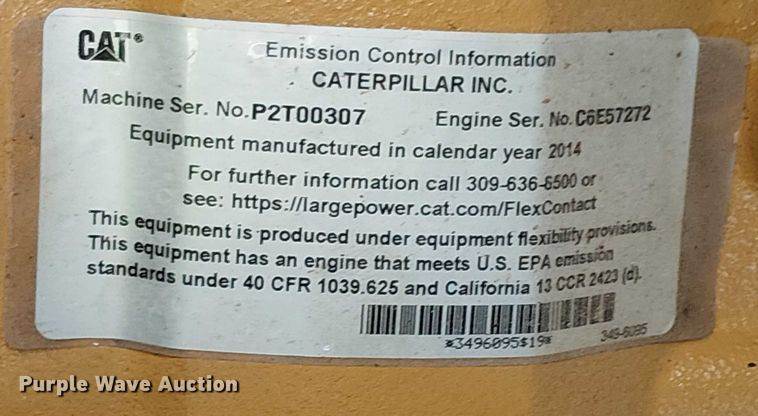 CAT®
Emission Control Information
CATERPILLAR INC.
Machine Ser. No.P2T00307 Engine Ser. No. C6E57272
Equipment manufactured in calendar year 2014
For further information call 309-636-6500 or
see: https://largepower.cat.com/FlexContact
This equipment is produced under equipment flexibility provisions.
This equipment has an engine that meets U.S. EPA emission
standards under 40 CFR 1039.625 and California 13 CCR 2423 (d).
*3496095$19*
349-6095
Purple Wave Auction